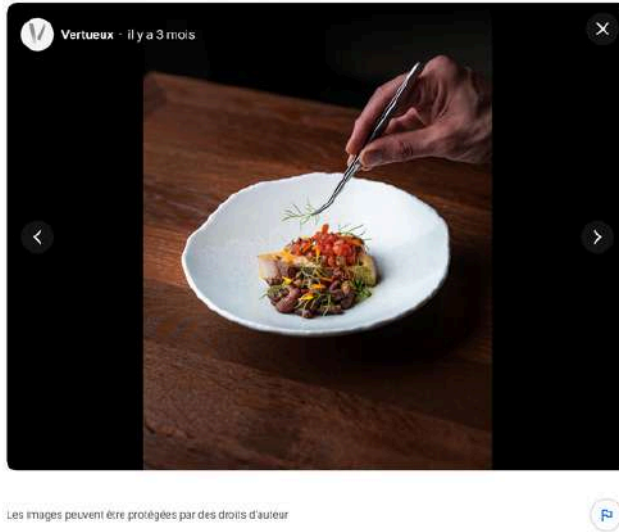 Vertueux · il y a 3 mois
Les images peuvent être protégées par des droits d'auteur